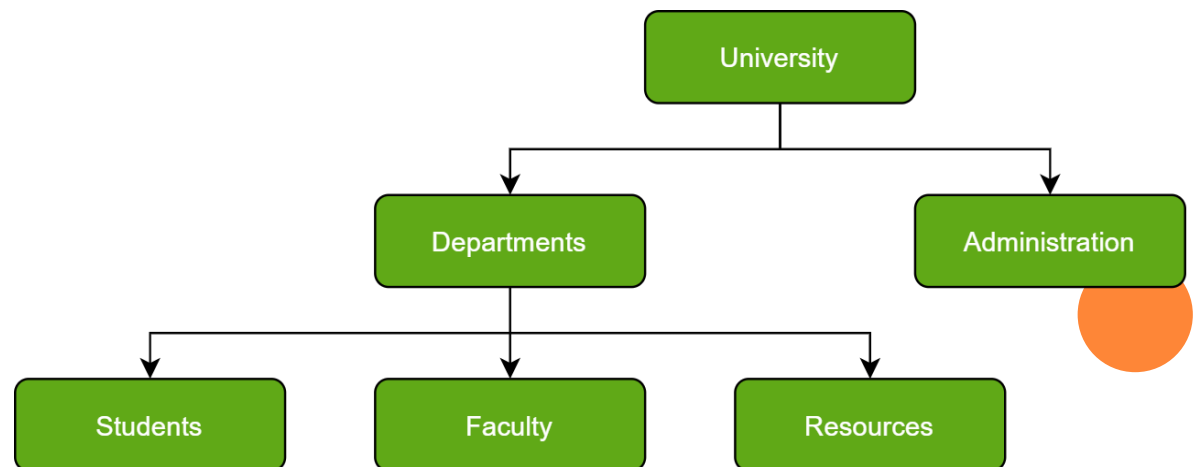 University
Departments
Administration
Students
Faculty
Resources